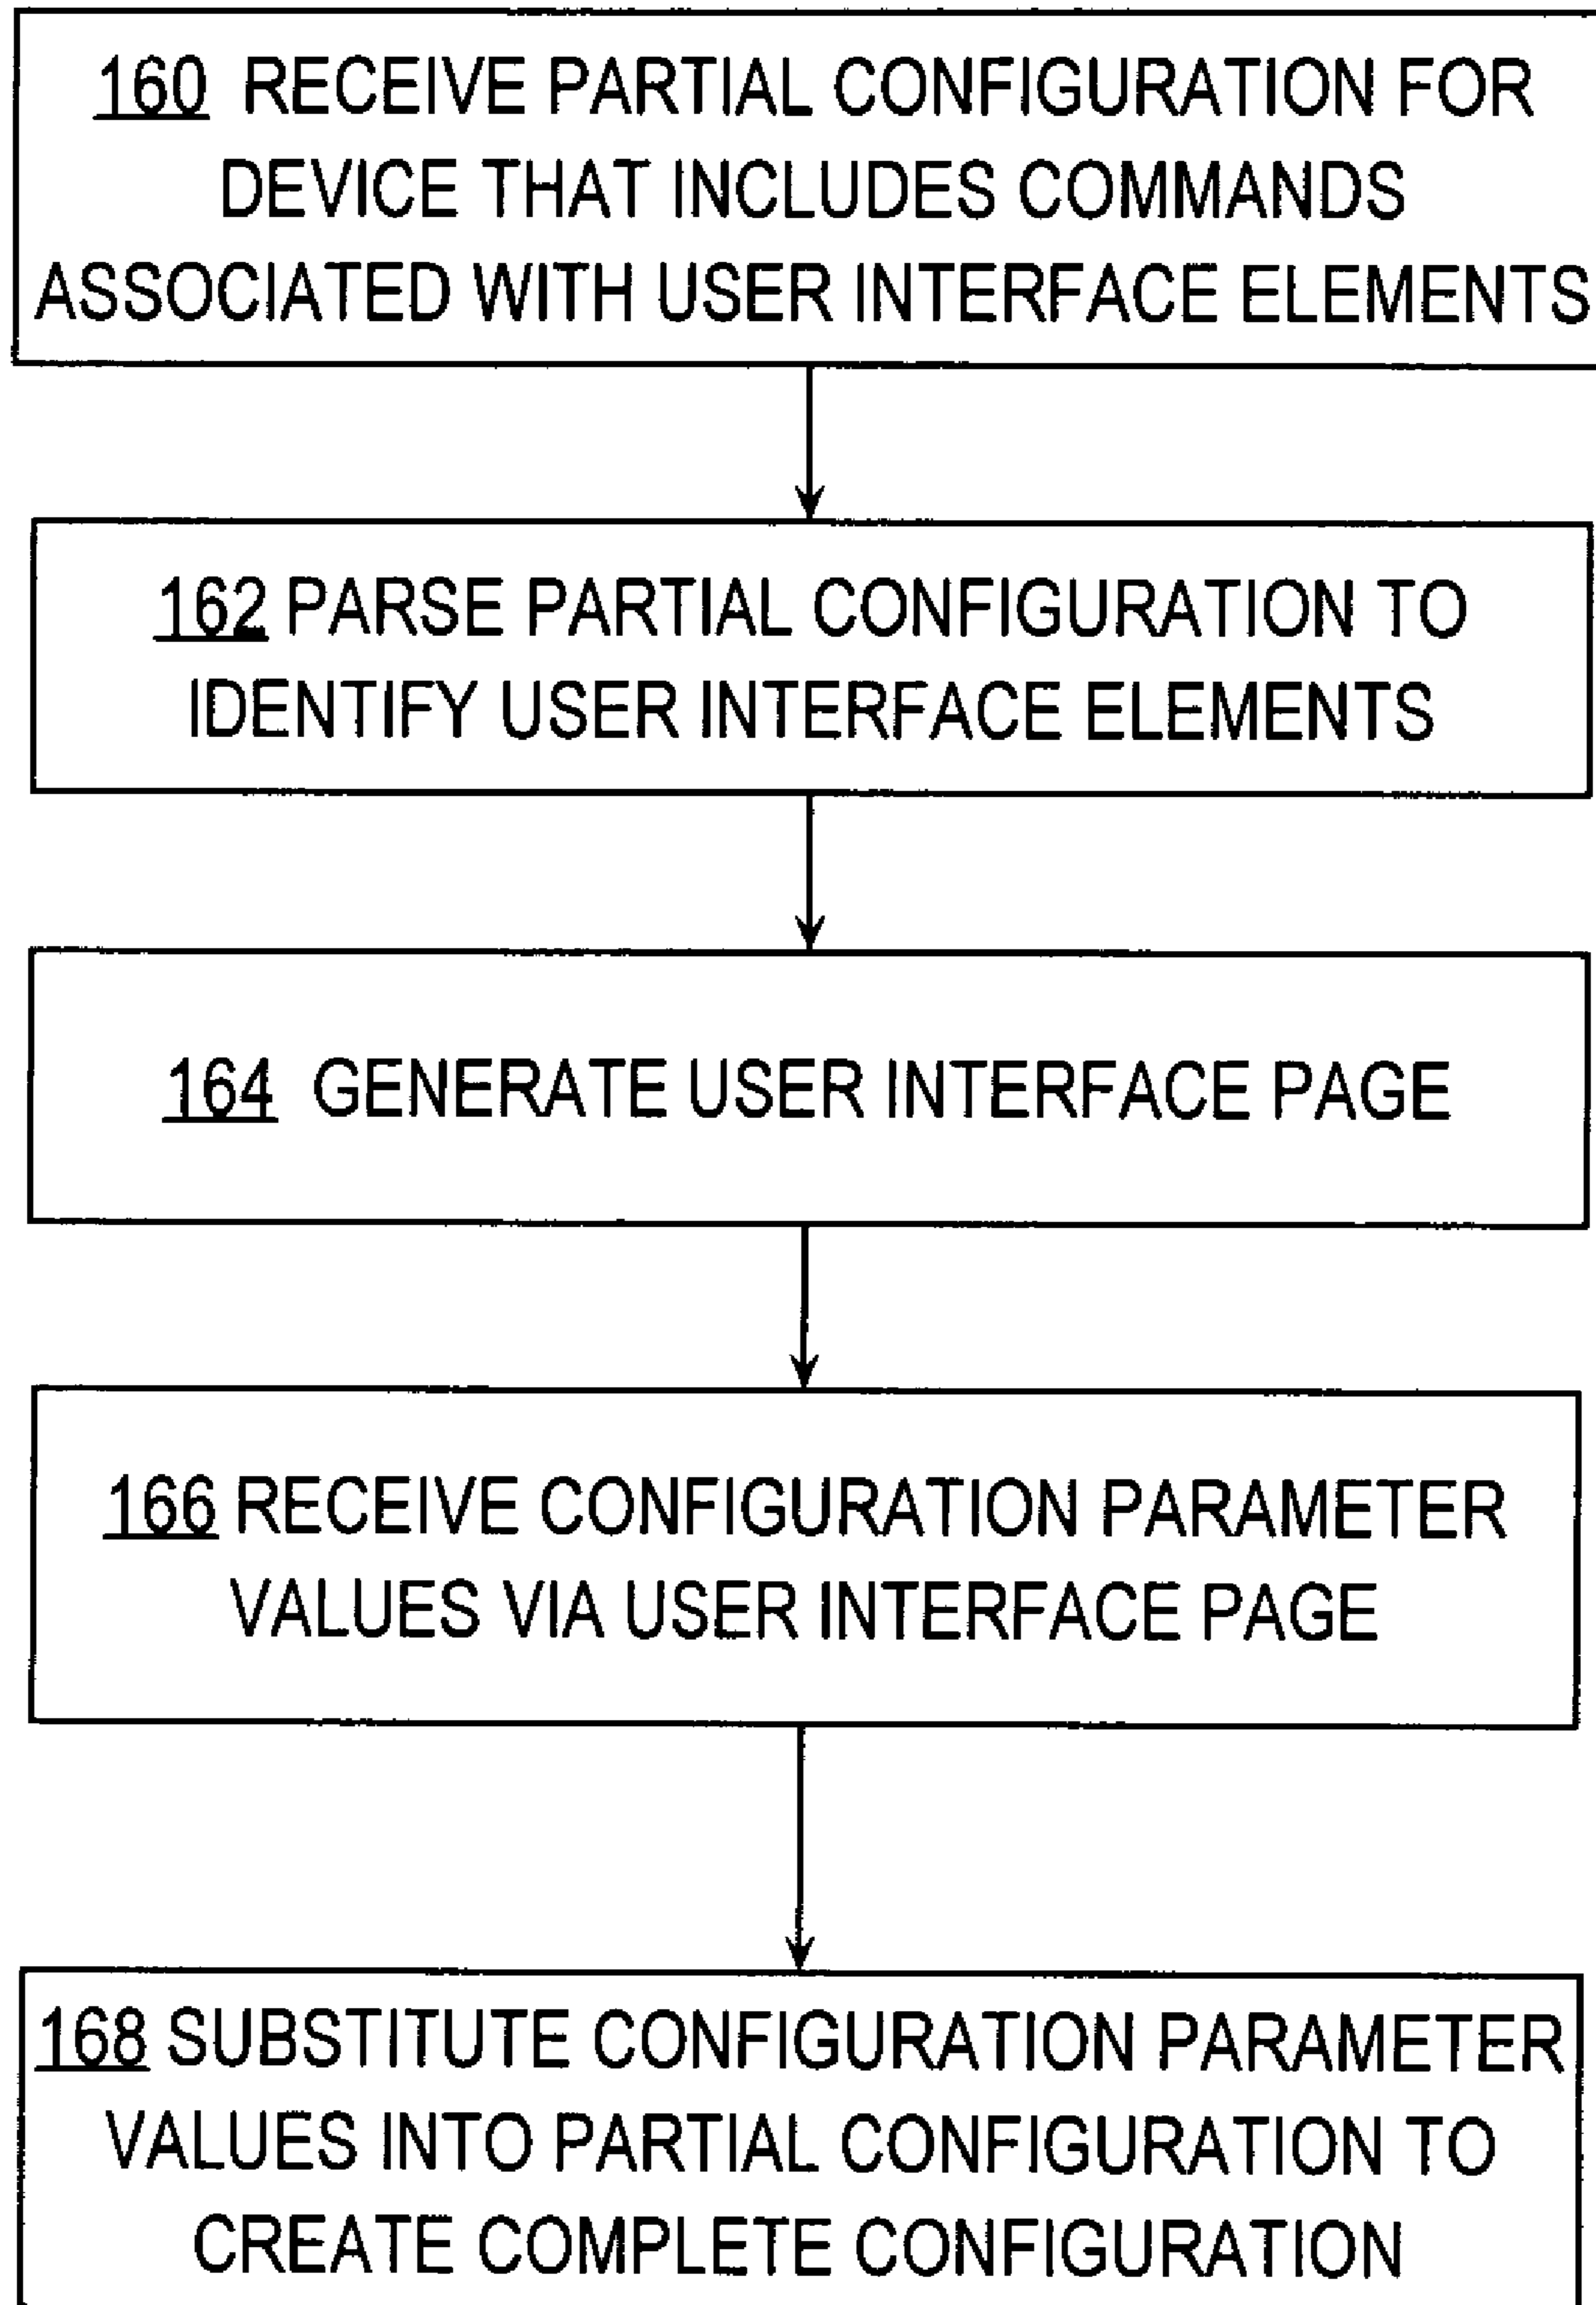 160 RECEIVE PARTIAL CONFIGURATION FOR
DEVICE THAT INCLUDES COMMANDS
ASSOCIATED WITH USER INTERFACE ELEMENTS
162 PARSE PARTIAL CONFIGURATION TO
IDENTIFY USER INTERFACE ELEMENTS
164 GENERATE USER INTERFACE PAGE
166 RECEIVE CONFIGURATION PARAMETER
VALUES VIA USER INTERFACE PAGE
168 SUBSTITUTE CONFIGURATION PARAMETER
VALUES INTO PARTIAL CONFIGURATION TO
CREATE COMPLETE CONFIGURATION